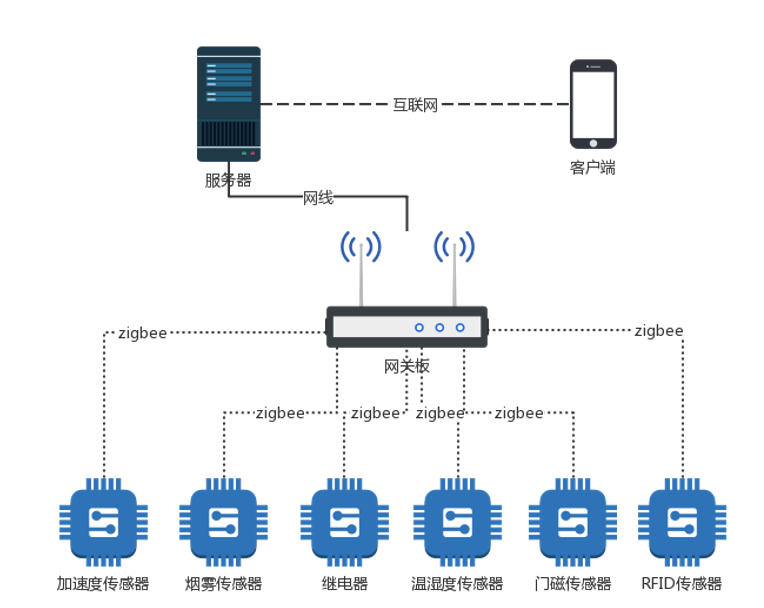 互联网
客户端
服务器
网线
zigbee
zigbee
网关板
zigbee
zigbee
zigbee
zigbee
加速度传感器
烟雾传感器
继电器
温湿度传感器
门磁传感器
RFID传感器